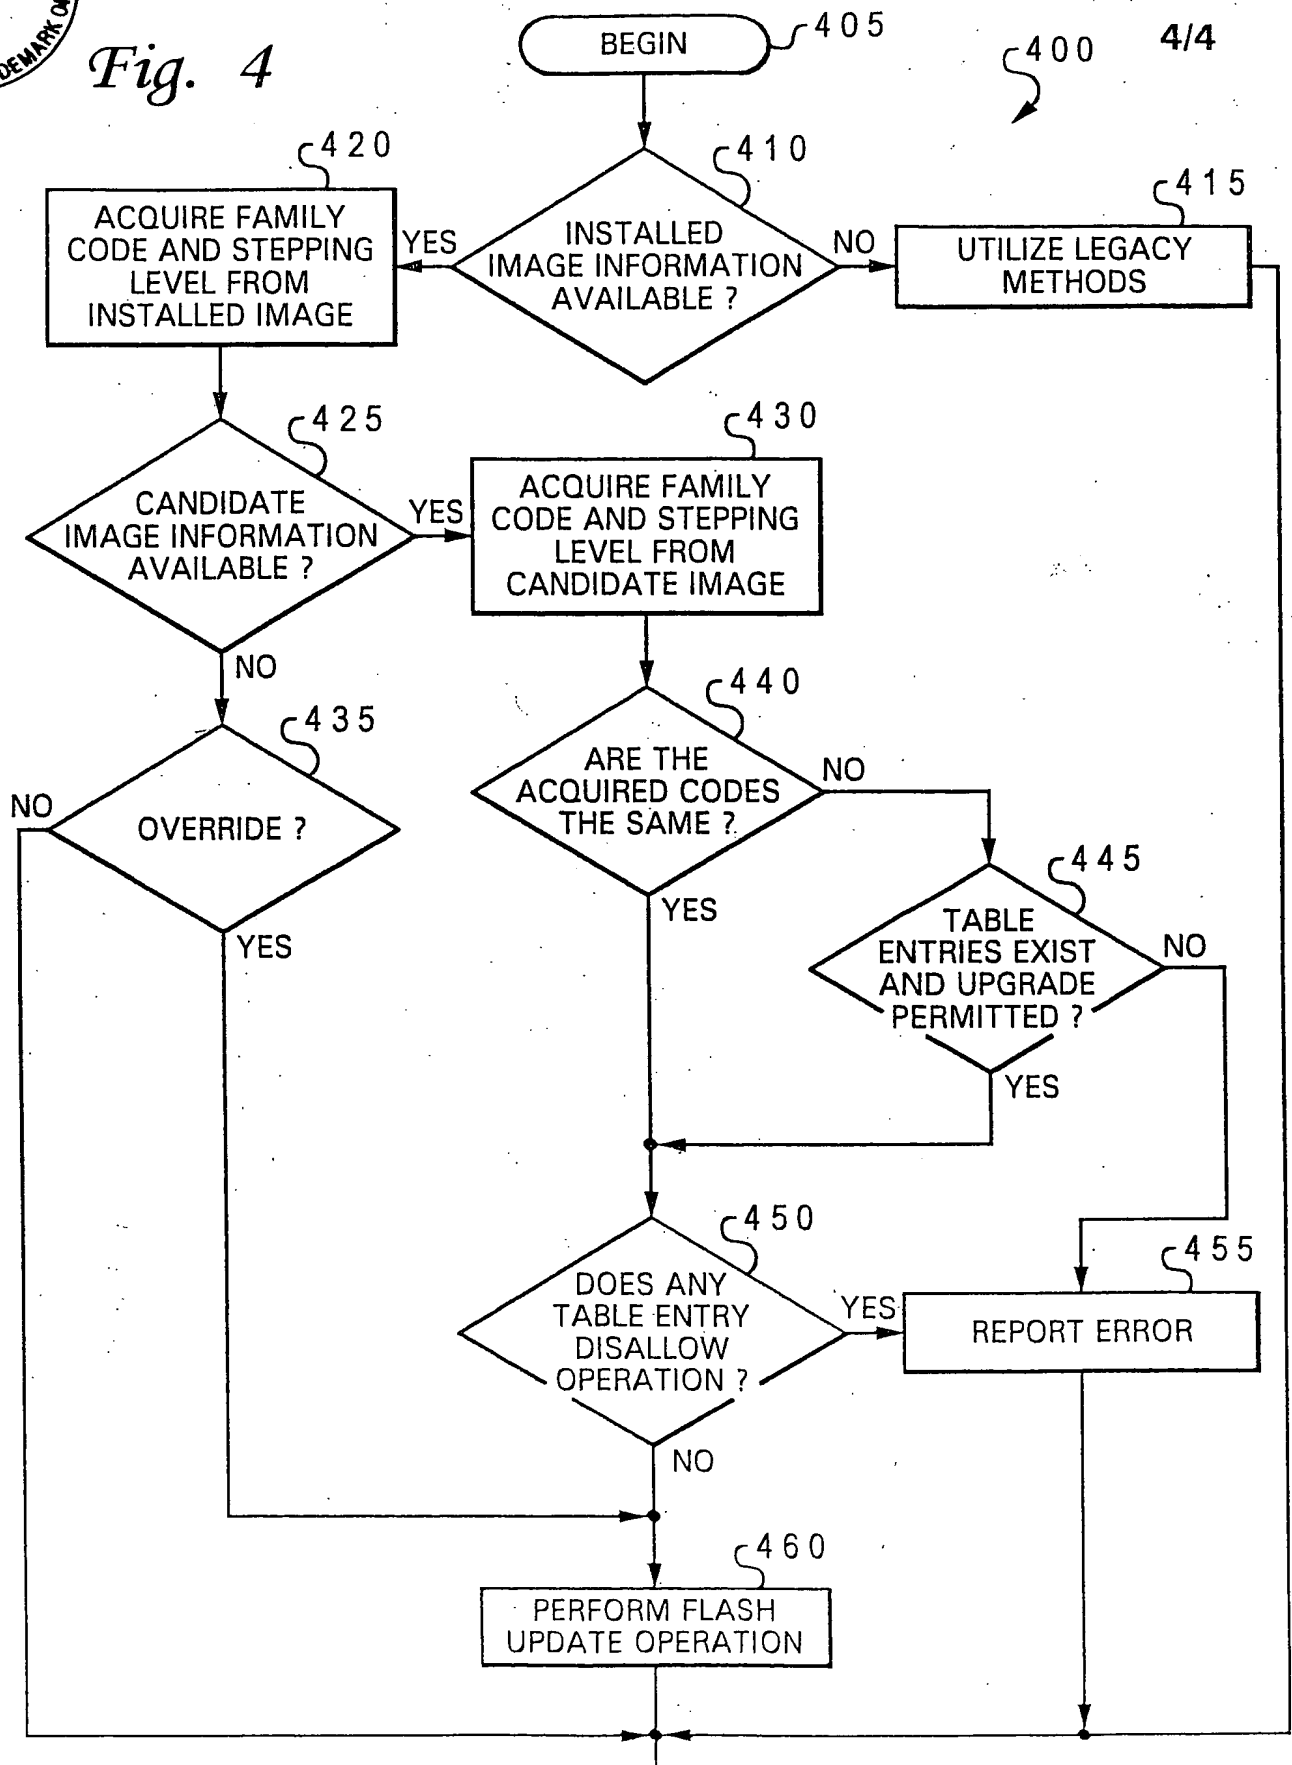 DEMARK
Fig. 4
BEGIN
405
400
4/4
420
410
415
ACQUIRE FAMILY
CODE AND STEPPING
LEVEL FROM
INSTALLED IMAGE
YES
INSTALLED
IMAGE INFORMATION
AVAILABLE ?
NO
UTILIZE LEGACY
METHODS
425
430
CANDIDATE
IMAGE INFORMATION
AVAILABLE ?
YES
ACQUIRE FAMILY
CODE AND STEPPING
LEVEL FROM
CANDIDATE IMAGE
NO
435
440
NO
OVERRIDE ?
YES
ARE THE
ACQUIRED CODES
THE SAME ?
NO
YES
445
TABLE
ENTRIES EXIST
AND UPGRADE
PERMITTED ?
NO
YES
450
455
DOES ANY
TABLE ENTRY
DISALLOW
OPERATION ?
YES
REPORT ERROR
NO
460
PERFORM FLASH
UPDATE OPERATION